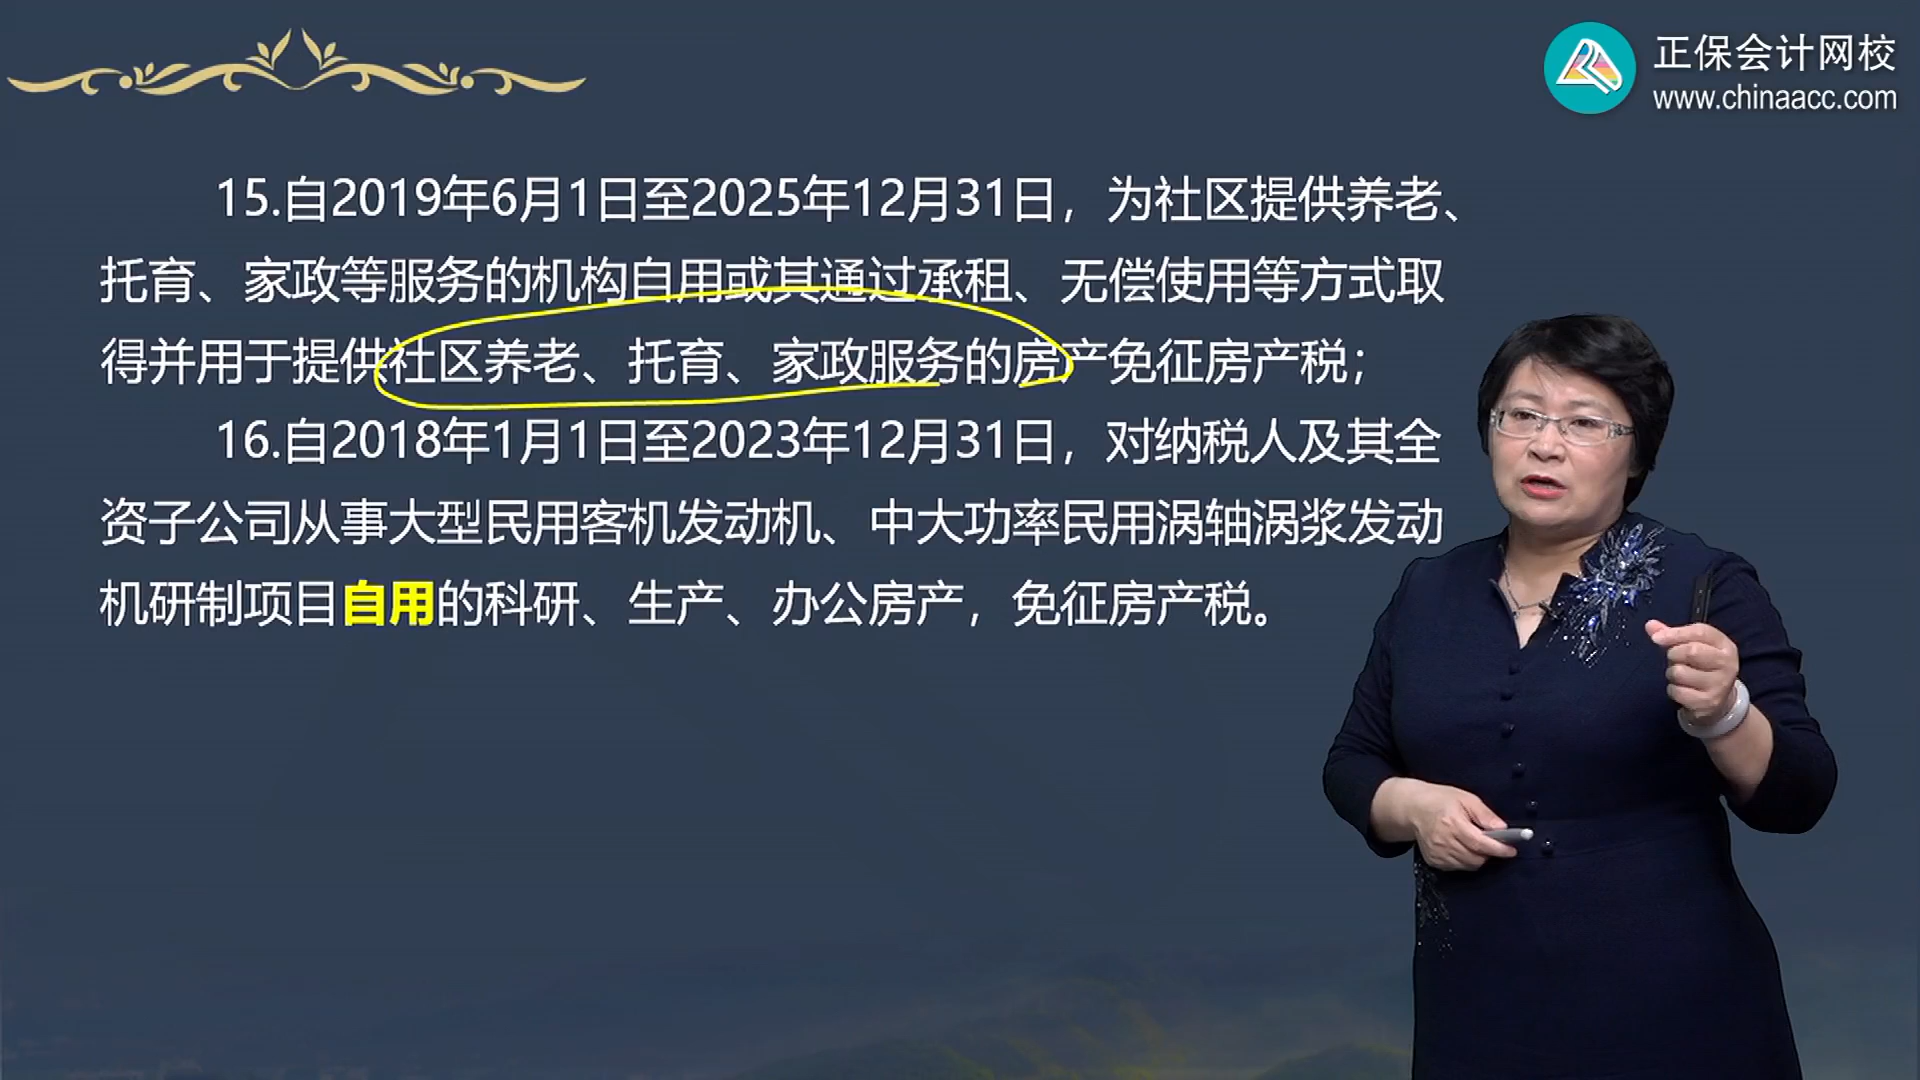 正保会计网校
www.chinaacc.com
15.自2019年6月1日至2025年12月31日，为社区提供养老、
托育、家政等服务的机构自用或其通过承租、无偿使用等方式取
得并用于提供社区养老、托育、家政服务的房产免征房产税；
16.自2018年1月1日至2023年12月31日，对纳税人及其全
资子公司从事大型民用客机发动机、中大功率民用涡轴涡桨发动
机研制项目自用的科研、生产、办公房产，免征房产税。